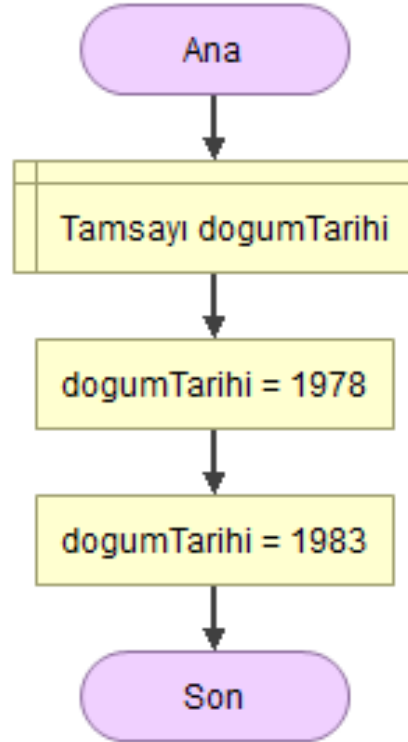 Ana
Tamsayı dogumTarihi
dogumTarihi = 1978
dogumTarihi = 1983
Son